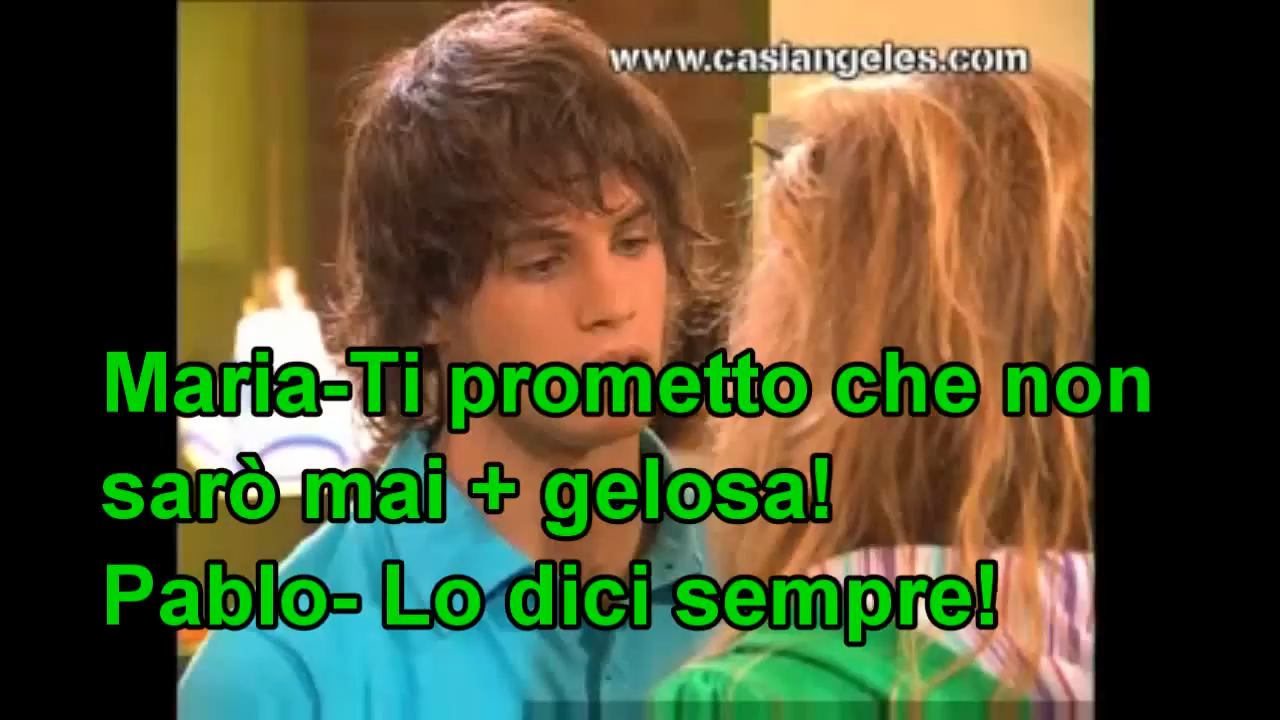 www.casiangeles.com
Maria-Ti prometto che non
sarò mai + gelosa!
Pablo- Lo dici sempre!